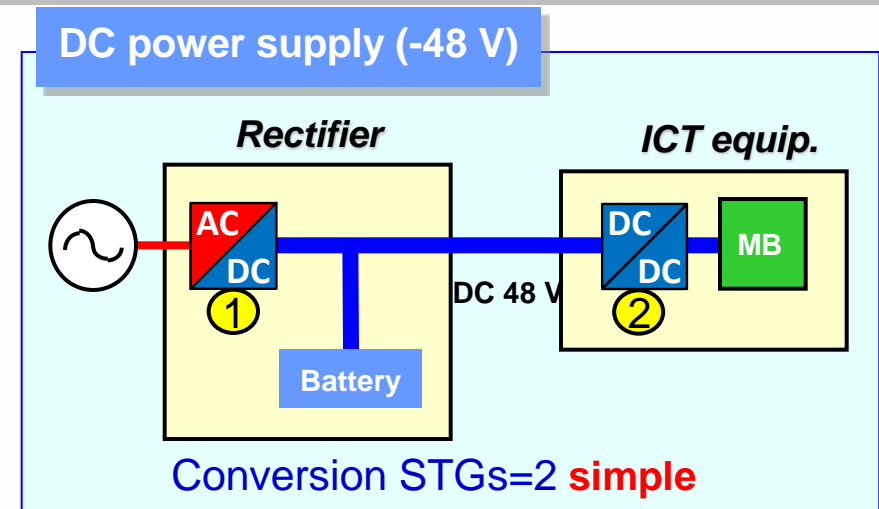 DC power supply (-48 V)
Rectifier
ICT equip.
AC
DC
1
Battery
DC 48 V
DC
DC
2
MB
Conversion STGs=2 simple